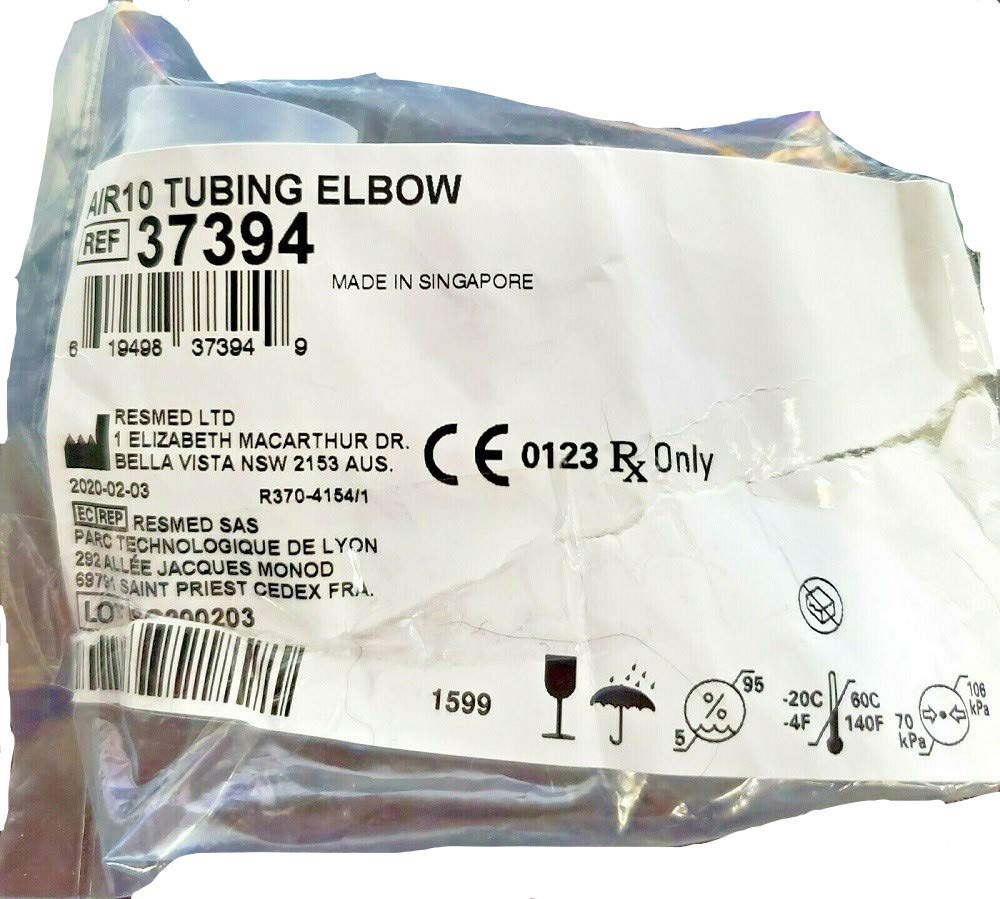 AIR10 TUBING ELBOW
REF 37394
MADE IN SINGAPORE
6 19498 37394 9
RESMED LTD
1 ELIZABETH MACARTHUR DR.
BELLA VISTA NSW 2153 AUS.
CE 0123 Rx Only
2020-02-03 R370-4154/1
EC REP RESMED SAS
PARC TECHNOLOGIQUE DE LYON
292 ALLÉE JACQUES MONOD
69791 SAINT PRIEST CEDEX FRA.
LOT
1599
% 95
5
-20C 60C
-4F 140F
106 kPa
70 kPa